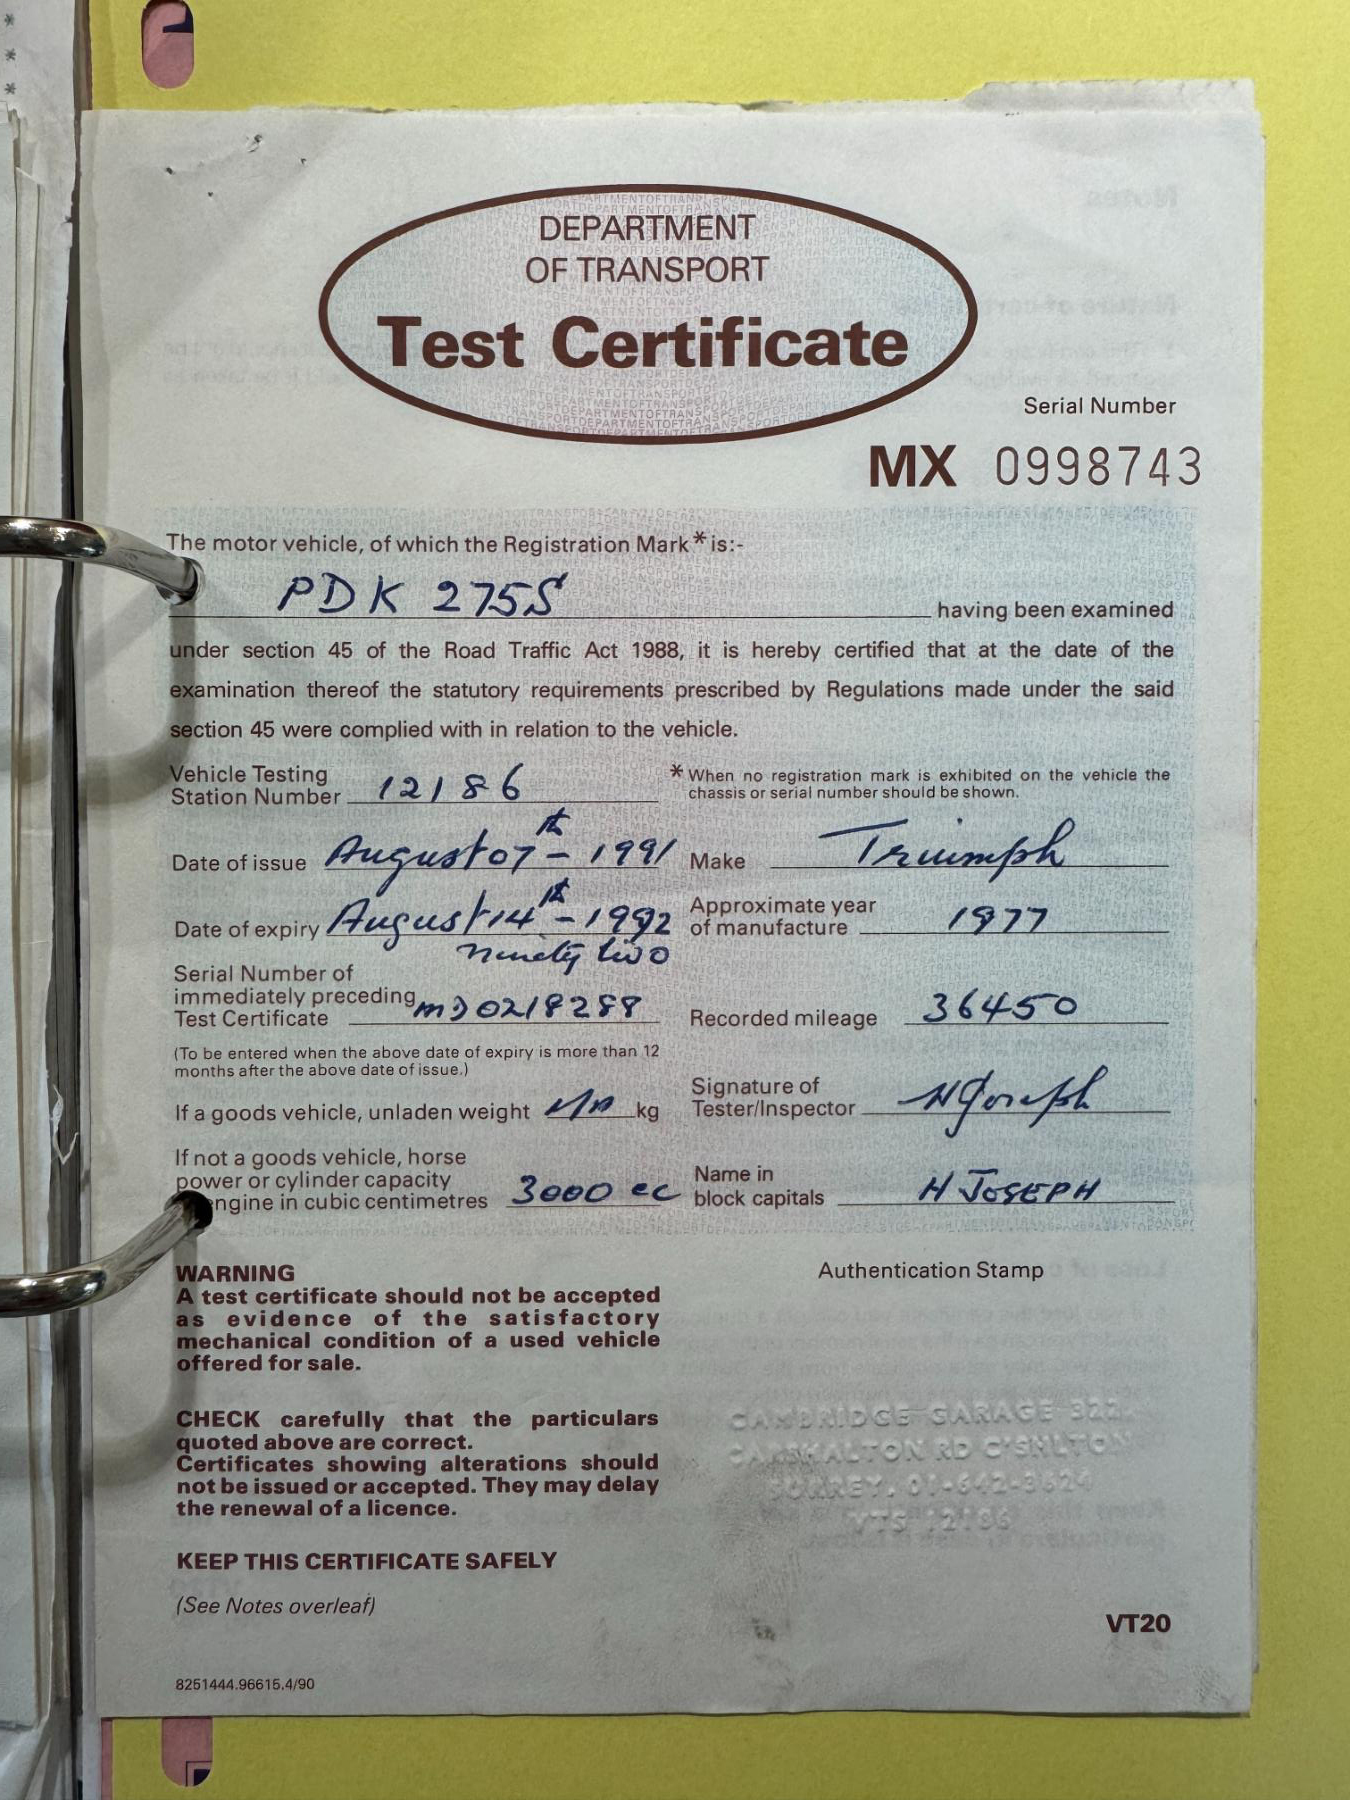 DEPARTMENT
OF TRANSPORT
Test Certificate
Serial Number
MX 0998743
The motor vehicle, of which the Registration Mark * is:-
PDK 275S having been examined
under section 45 of the Road Traffic Act 1988, it is hereby certified that at the date of the
examination thereof the statutory requirements prescribed by Regulations made under the said
section 45 were complied with in relation to the vehicle.
Vehicle Testing
Station Number 12186
* When no registration mark is exhibited on the vehicle the
chassis or serial number should be shown.
Date of issue August 07th - 1991
Make Triumph
Date of expiry August 14th - 1992
ninety two
Approximate year
of manufacture 1977
Serial Number of
immediately preceding
Test Certificate MD0218288
Recorded mileage 36450
(To be entered when the above date of expiry is more than 12
months after the above date of issue.)
If a goods vehicle, unladen weight n/a kg
Signature of
Tester/Inspector H Joseph
If not a goods vehicle, horse
power or cylinder capacity
engine in cubic centimetres 3000 cc
Name in
block capitals H JOSEPH
WARNING
A test certificate should not be accepted
as evidence of the satisfactory
mechanical condition of a used vehicle
offered for sale.
CHECK carefully that the particulars
quoted above are correct.
Certificates showing alterations should
not be issued or accepted. They may delay
the renewal of a licence.
KEEP THIS CERTIFICATE SAFELY
(See Notes overleaf)
8251444.96615.4/90
Authentication Stamp
CAMBRIDGE GARAGE 322.
CARSHALTON RD C'SHLTON
SURREY. 01-642-3624
VTS 12186
VT20